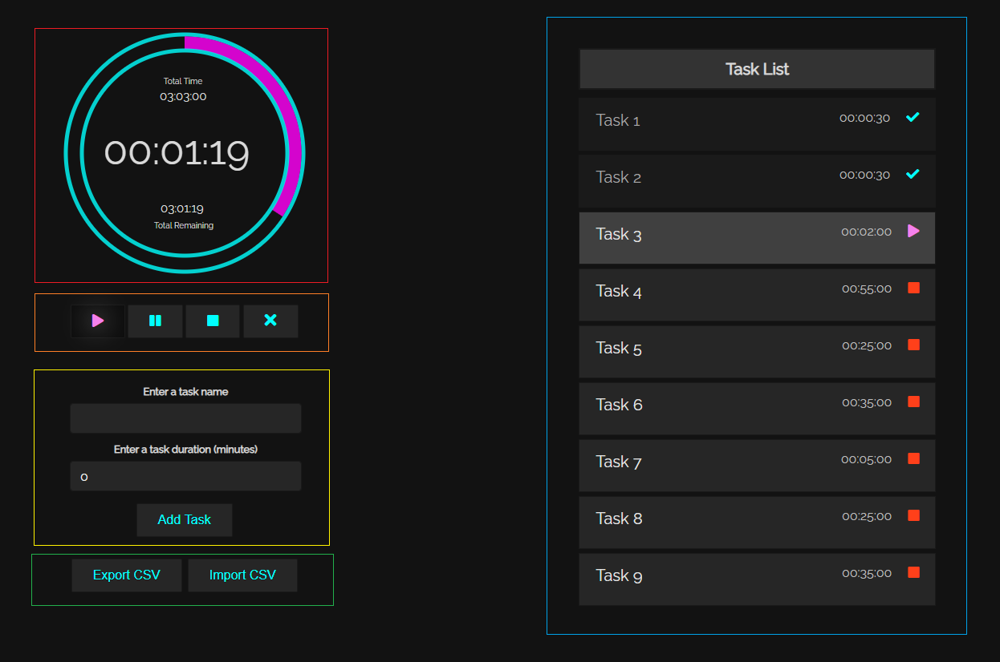 Total Time
03:03:00
00:01:19
03:01:19
Total Remaining
Enter a task name
Enter a task duration (minutes)
0
Add Task
Export CSV
Import CSV
Task List
Task 1 00:00:30
Task 2 00:00:30
Task 3 00:02:00
Task 4 00:55:00
Task 5 00:25:00
Task 6 00:35:00
Task 7 00:05:00
Task 8 00:25:00
Task 9 00:35:00